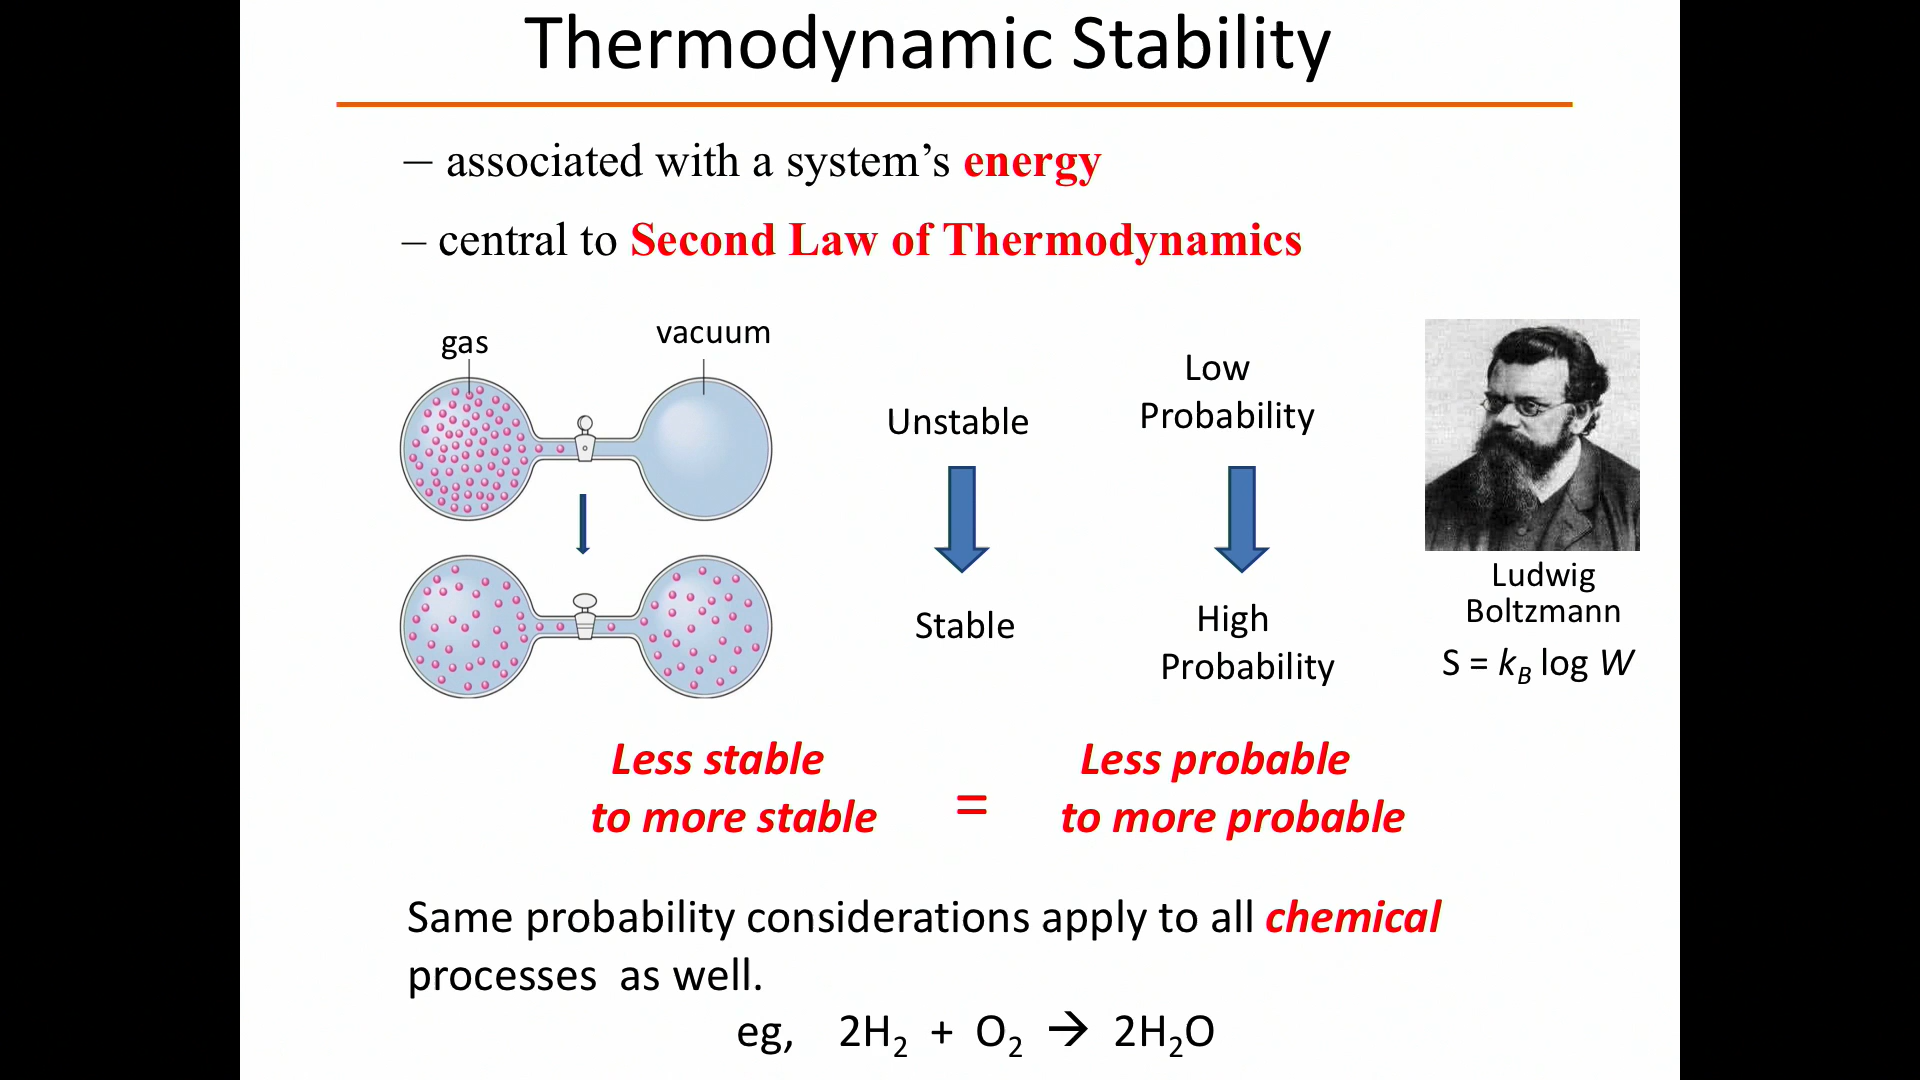 Thermodynamic Stability
– associated with a system’s energy
– central to Second Law of Thermodynamics
gas
vacuum
Unstable
Stable
Low
Probability
High
Probability
Ludwig
Boltzmann
S = k_B log W
Less stable
to more stable
=
Less probable
to more probable
Same probability considerations apply to all chemical
processes as well.
eg, 2H₂ + O₂ → 2H₂O